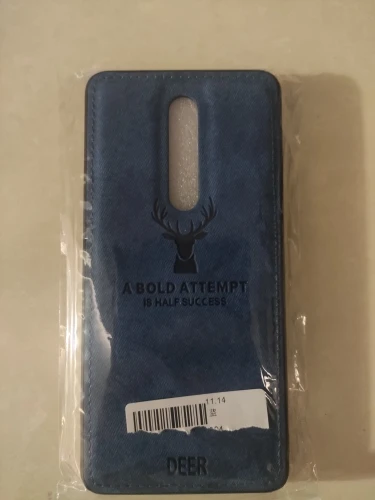 A BOLD ATTEMPT
IS HALF SUCCESS
11.14
DEER